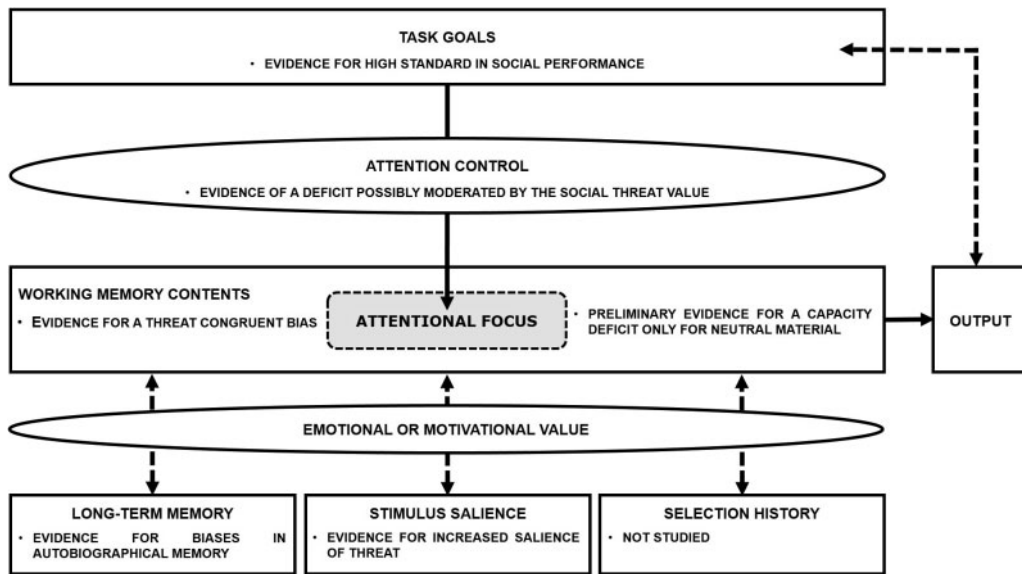 TASK GOALS
• EVIDENCE FOR HIGH STANDARD IN SOCIAL PERFORMANCE
ATTENTION CONTROL
• EVIDENCE OF A DEFICIT POSSIBLY MODERATED BY THE SOCIAL THREAT VALUE
WORKING MEMORY CONTENTS
• EVIDENCE FOR A THREAT CONGRUENT BIAS
ATTENTIONAL FOCUS
• PRELIMINARY EVIDENCE FOR A CAPACITY
DEFICIT ONLY FOR NEUTRAL MATERIAL
OUTPUT
EMOTIONAL OR MOTIVATIONAL VALUE
LONG-TERM MEMORY
• EVIDENCE FOR BIASES IN
AUTOBIOGRAPHICAL MEMORY
STIMULUS SALIENCE
• EVIDENCE FOR INCREASED SALIENCE
OF THREAT
SELECTION HISTORY
• NOT STUDIED